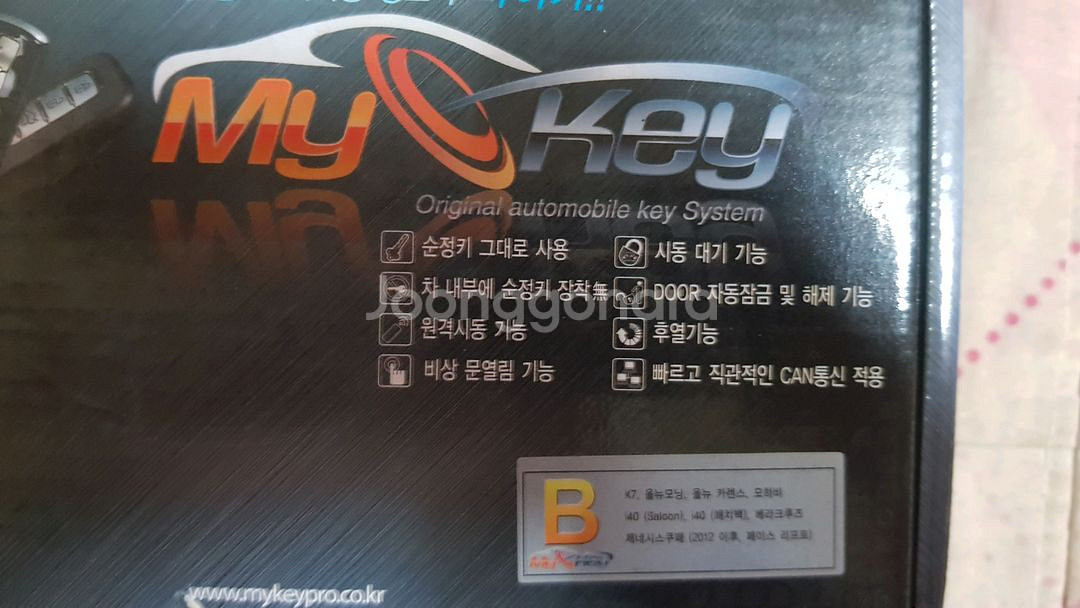 My Key
Original automobile key System
순정키 그대로 사용
차 내부에 순정키 장착無
원격시동 기능
비상 문열림 기능
시동 대기 기능
DOOR 자동잠금 및 해제 기능
후열기능
빠르고 직관적인 CAN통신 적용
Joonggonara
B
K7, 올뉴모닝, 올뉴 카렌스, 모하비
i40 (Saloon), i40 (해치백), 베라크루즈
제네시스쿠페 (2012 이후, 페이스 리프트)
www.mykeypro.co.kr